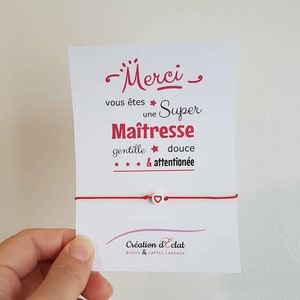 Merci
vous êtes ★ Super
une
Maîtresse
gentille ★ douce
★ ★ ★ ★ & attentionée
Création d'Eclat
BIJOUX & CARTES CADEAUX